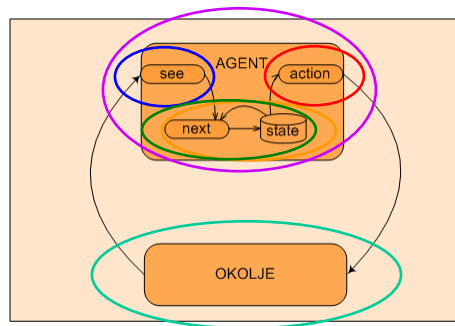 AGENT
see
action
next
state
OKOLJE